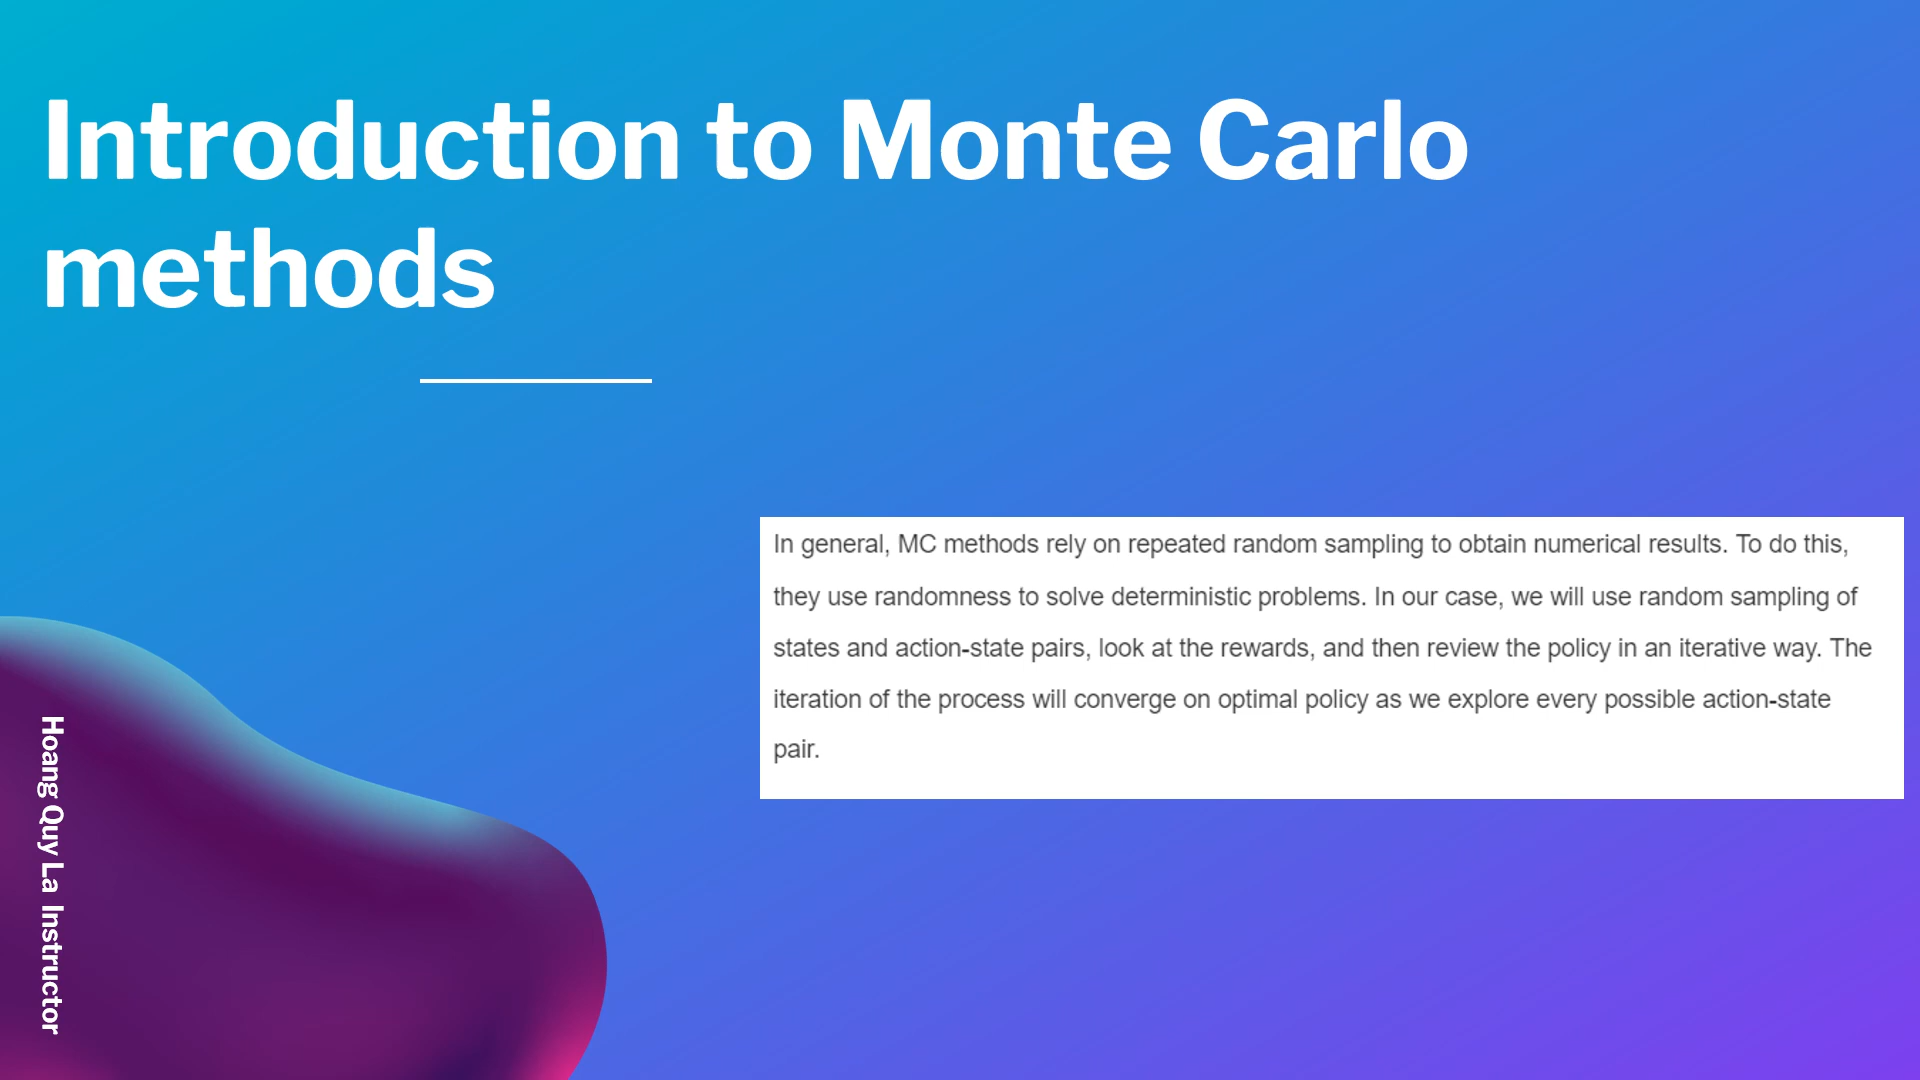 Introduction to Monte Carlo
methods
In general, MC methods rely on repeated random sampling to obtain numerical results. To do this,
they use randomness to solve deterministic problems. In our case, we will use random sampling of
states and action-state pairs, look at the rewards, and then review the policy in an iterative way. The
iteration of the process will converge on optimal policy as we explore every possible action-state
pair.
Hoang Quy La Instructor